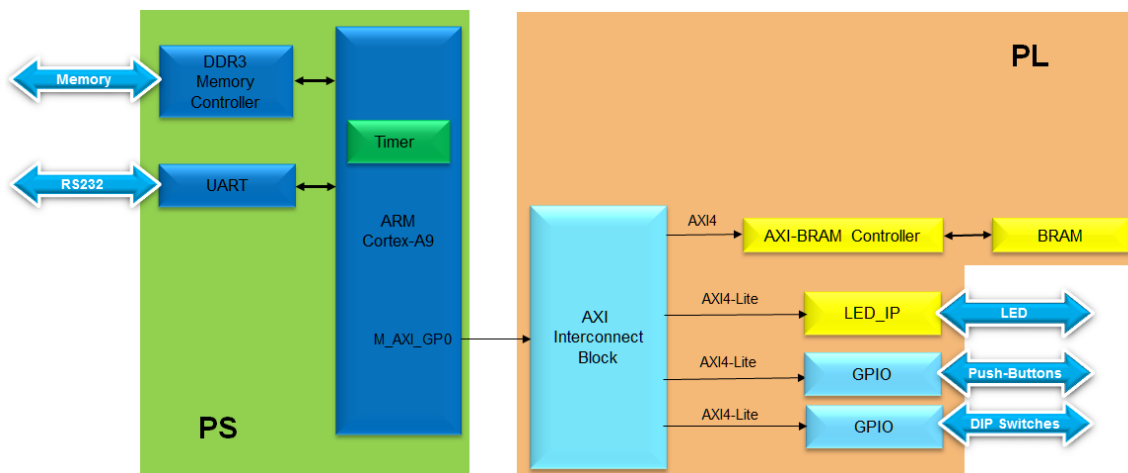 PL
DDR3
Memory
Controller
Memory
Timer
RS232
UART
ARM
Cortex-A9
AXI4
AXI-BRAM Controller
BRAM
AXI4-Lite
LED_IP
LED
AXI
Interconnect
Block
M_AXI_GP0
AXI4-Lite
GPIO
Push-Buttons
AXI4-Lite
GPIO
DIP Switches
PS